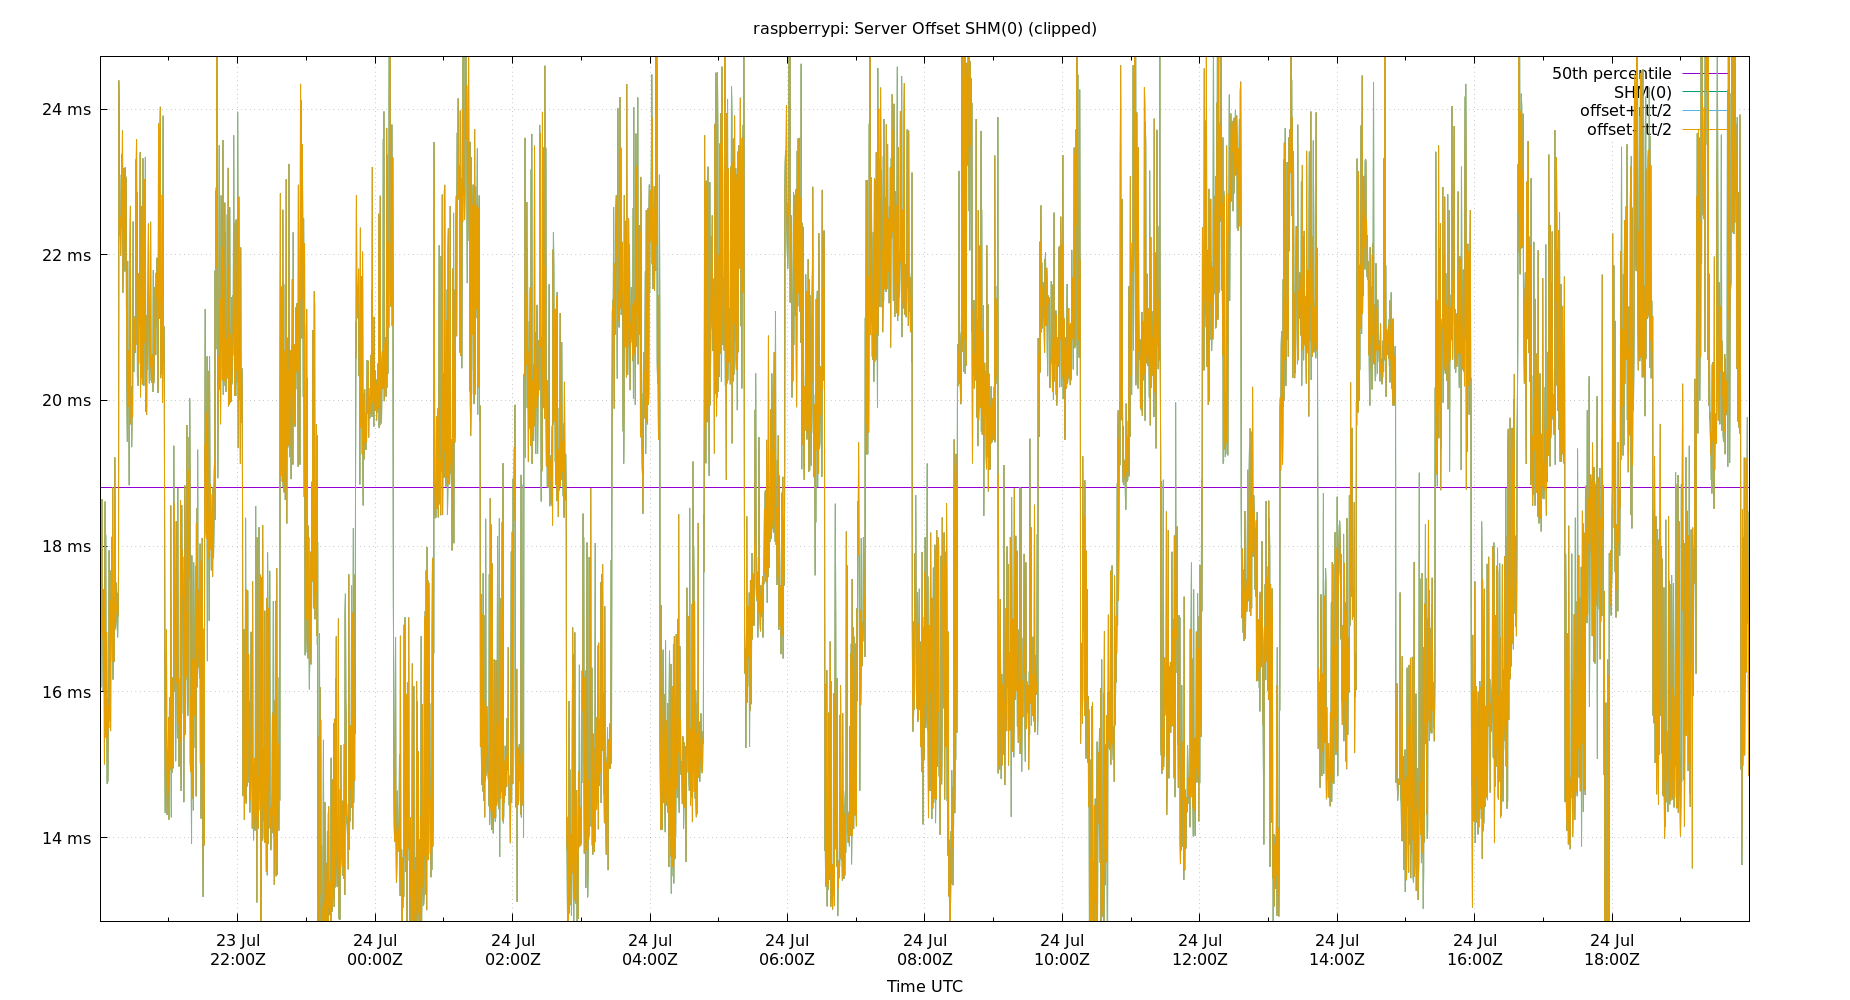 raspberrypi: Server Offset SHM(0) (clipped)
50th percentile
SHM(0)
offset+rtt/2
offset-rtt/2
24 ms
22 ms
20 ms
18 ms
16 ms
14 ms
23 Jul 24 Jul 24 Jul 24 Jul 24 Jul 24 Jul 24 Jul 24 Jul 24 Jul 24 Jul 24 Jul
22:00Z 00:00Z 02:00Z 04:00Z 06:00Z 08:00Z 10:00Z 12:00Z 14:00Z 16:00Z 18:00Z
Time UTC